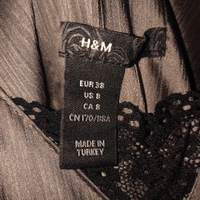 H&M
EUR 38
US 8
CA 8
CN 170/88A
MADE IN
TURKEY